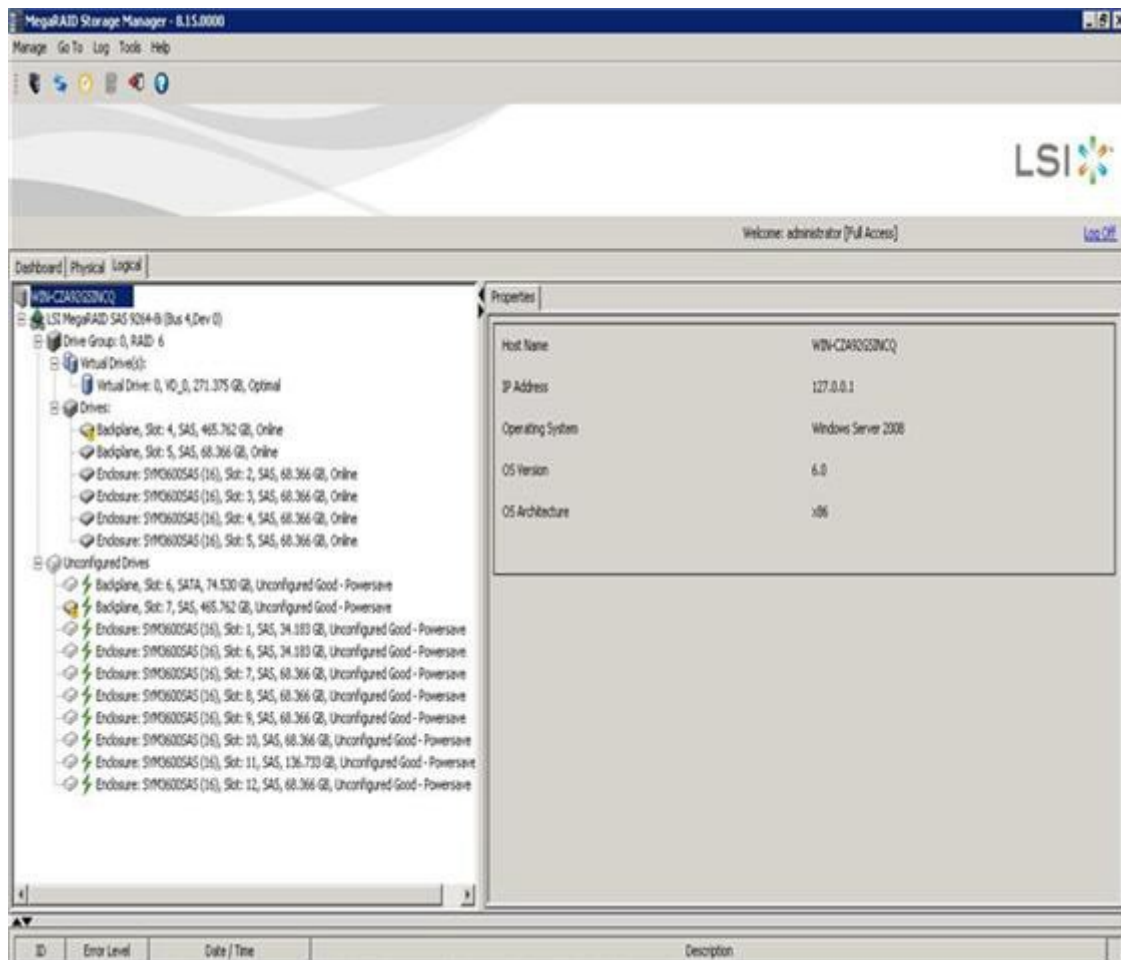 MegaRAID Storage Manager - 8.15.0000
Manage Go To Log Tools Help
LSI
Welcome: administrator [Full Access]
Log Off
Dashboard Physical Logical
LSI MegaRAID SAS 9264-8i (Bus 4,Dev 0)
Drive Group: 0, RAID 6
Virtual Drive(s):
Virtual Drive: 0, VD_0, 271.375 GB, Optimal
Drives:
Backplane, Slot: 4, SAS, 465.762 GB, Online
Backplane, Slot: 5, SAS, 68.366 GB, Online
Enclosure: SYM3600SAS (16), Slot: 2, SAS, 68.366 GB, Online
Enclosure: SYM3600SAS (16), Slot: 3, SAS, 68.366 GB, Online
Enclosure: SYM3600SAS (16), Slot: 4, SAS, 68.366 GB, Online
Enclosure: SYM3600SAS (16), Slot: 5, SAS, 68.366 GB, Online
Unconfigured Drives
Backplane, Slot: 6, SATA, 74.530 GB, Unconfigured Good - Powersave
Backplane, Slot: 7, SAS, 465.762 GB, Unconfigured Good - Powersave
Enclosure: SYM3600SAS (16), Slot: 1, SAS, 34.183 GB, Unconfigured Good - Powersave
Enclosure: SYM3600SAS (16), Slot: 6, SAS, 34.183 GB, Unconfigured Good - Powersave
Enclosure: SYM3600SAS (16), Slot: 7, SAS, 68.366 GB, Unconfigured Good - Powersave
Enclosure: SYM3600SAS (16), Slot: 8, SAS, 68.366 GB, Unconfigured Good - Powersave
Enclosure: SYM3600SAS (16), Slot: 9, SAS, 68.366 GB, Unconfigured Good - Powersave
Enclosure: SYM3600SAS (16), Slot: 10, SAS, 68.366 GB, Unconfigured Good - Powersave
Enclosure: SYM3600SAS (16), Slot: 11, SAS, 136.733 GB, Unconfigured Good - Powersave
Enclosure: SYM3600SAS (16), Slot: 12, SAS, 68.366 GB, Unconfigured Good - Powersave
Properties
Host Name
IP Address 127.0.0.1
Operating System Windows Server 2008
OS Version 6.0
OS Architecture x86
ID Error Level Date / Time Description